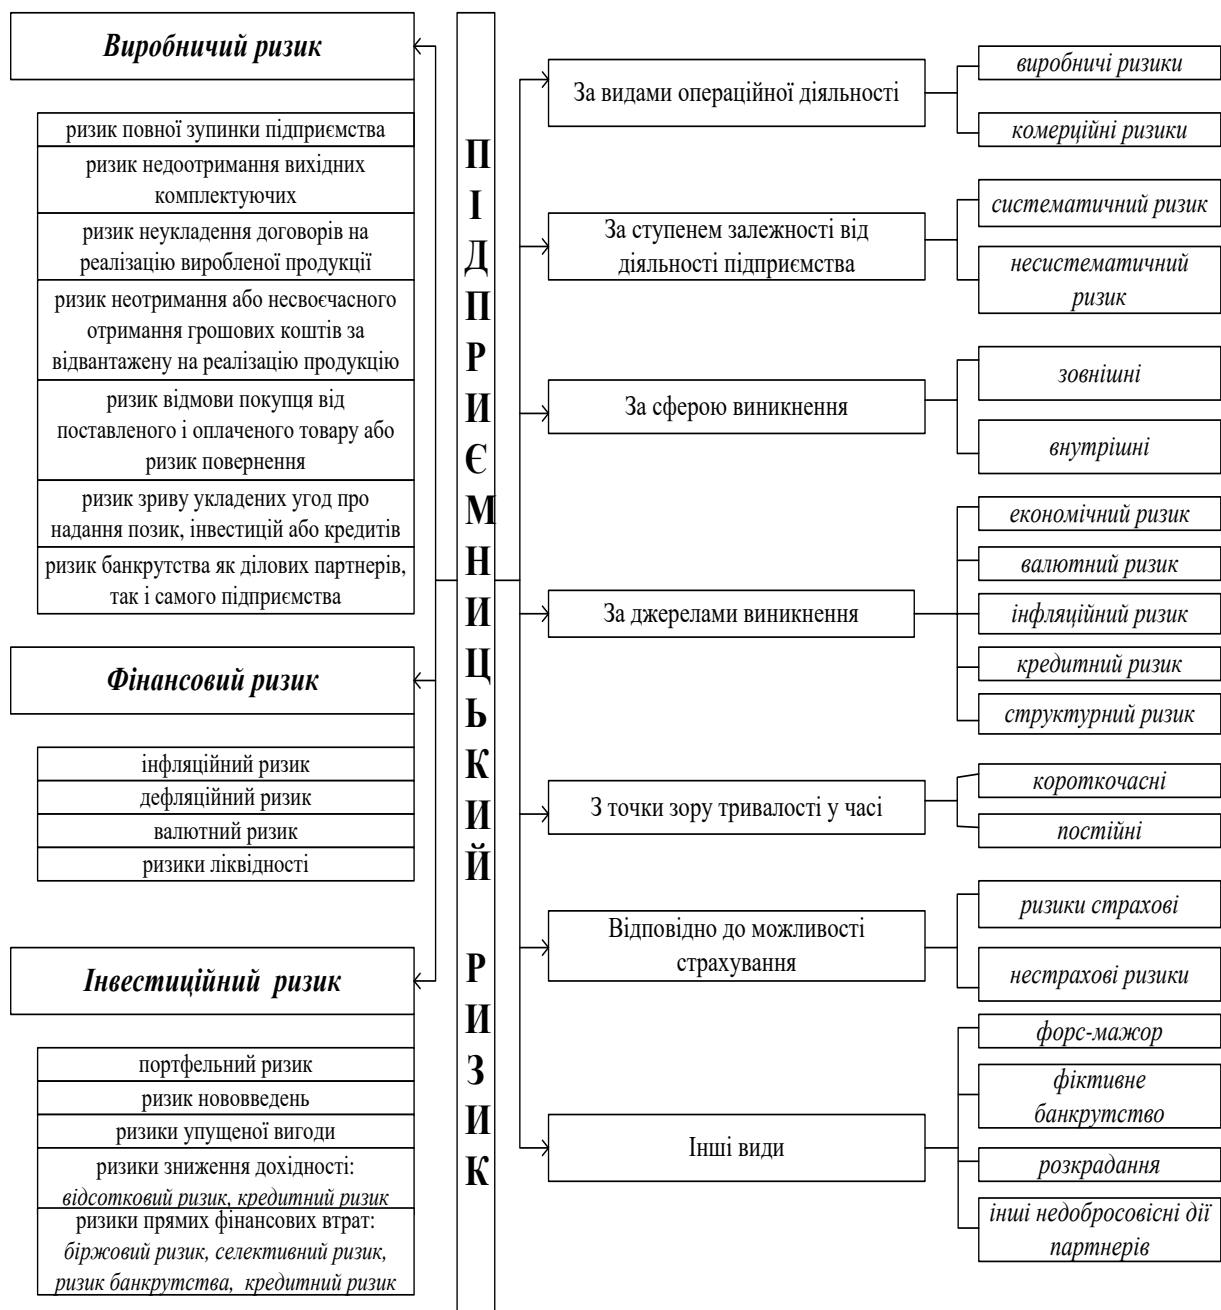 Виробничий ризик
ризик повної зупинки підприємства
ризик недоотримання вихідних
комплектуючих
ризик неукладення договорів на
реалізацію виробленої продукції
ризик неотримання або несвоєчасного
отримання грошових коштів за
відвантажену на реалізацію продукцію
ризик відмови покупця від
поставленого і оплаченого товару або
ризик повернення
ризик зриву укладених угод про
надання позик, інвестицій або кредитів
ризик банкрутства як ділових партнерів,
так і самого підприємства
Фінансовий ризик
інфляційний ризик
дефляційний ризик
валютний ризик
ризики ліквідності
Інвестиційний ризик
портфельний ризик
ризик нововведень
ризики упущеної вигоди
ризики зниження дохідності:
відсотковий ризик, кредитний ризик
ризики прямих фінансових втрат:
біржовий ризик, селективний ризик,
ризик банкрутства, кредитний ризик
ПІДПРИЄМНИЦЬКИЙ РИЗИК
За видами операційної діяльності
виробничі ризики
комерційні ризики
За ступенем залежності від
діяльності підприємства
систематичний ризик
несистематичний
ризик
За сферою виникнення
зовнішні
внутрішні
За джерелами виникнення
економічний ризик
валютний ризик
інфляційний ризик
кредитний ризик
структурний ризик
З точки зору тривалості у часі
короткочасні
постійні
Відповідно до можливості
страхування
ризики страхові
нестрахові ризики
Інші види
форс-мажор
фіктивне
банкрутство
розкрадання
інші недобросовісні дії
партнерів